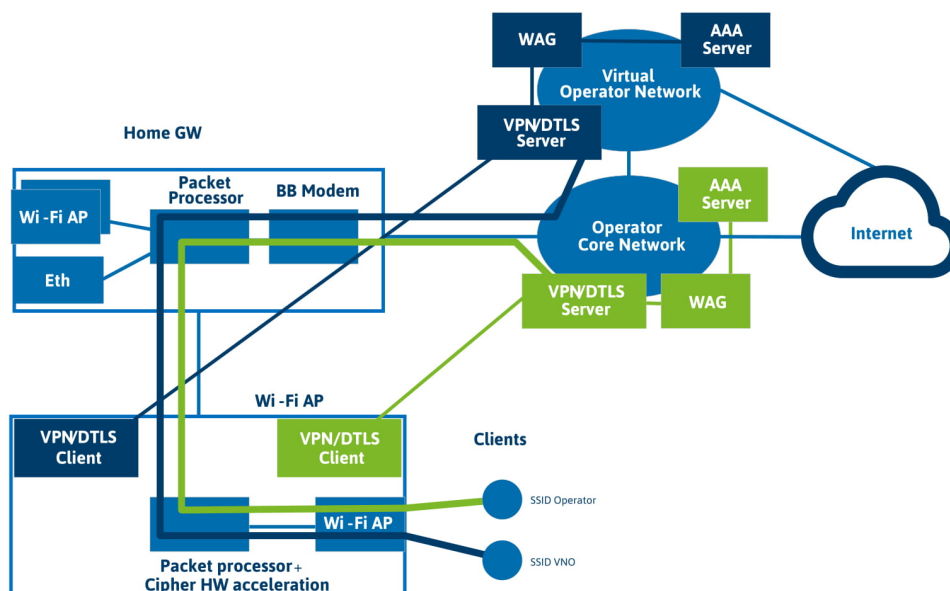 WAG
AAA
Server
Virtual
Operator Network
VPN/DTLS
Server
Home GW
Packet
Processor
BB Modem
Wi -Fi AP
Eth
AAA
Server
Operator
Core Network
Internet
VPN/DTLS
Server
WAG
Wi -Fi AP
VPN/DTLS
Client
VPN/DTLS
Client
Clients
SSID Operator
Wi -Fi AP
SSID VNO
Packet processor+
Cipher HW acceleration